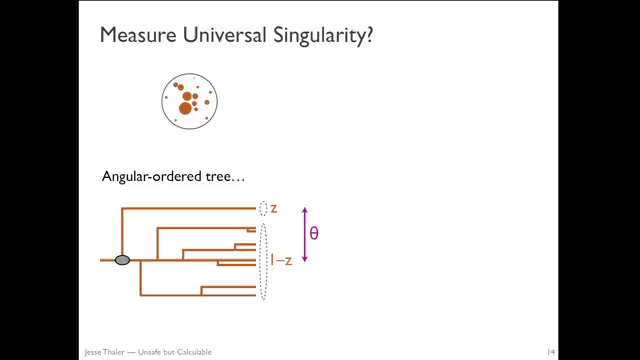 Measure Universal Singularity?
Angular-ordered tree...
z
θ
1–z
Jesse Thaler — Unsafe but Calculable
14